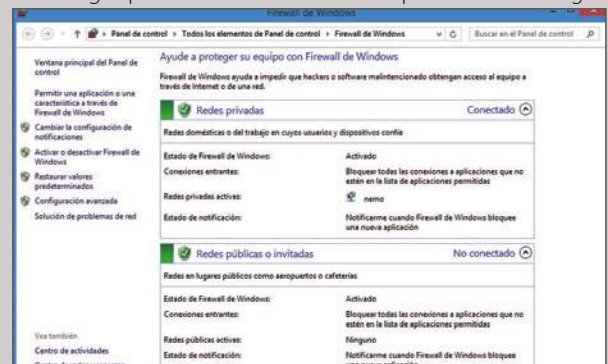 Firewall de Windows
Panel de control ▸ Todos los elementos de Panel de control ▸ Firewall de Windows
Buscar en el Panel de control
Ventana principal del Panel de
control
Permitir una aplicación o una
característica a través de
Firewall de Windows
Cambiar la configuración de
notificaciones
Activar o desactivar Firewall de
Windows
Restaurar valores
predeterminados
Configuración avanzada
Solución de problemas de red
Vea también
Centro de actividades
Ayude a proteger su equipo con Firewall de Windows
Firewall de Windows ayuda a impedir que hackers o software malintencionado obtengan acceso al equipo a
través de Internet o de una red.
Redes privadas Conectado
Redes domésticas o del trabajo en cuyos usuarios y dispositivos confía
Estado de Firewall de Windows: Activado
Conexiones entrantes: Bloquear todas las conexiones a aplicaciones que no
estén en la lista de aplicaciones permitidas
Redes privadas activas: nemo
Estado de notificación: Notificarme cuando Firewall de Windows bloquee
una nueva aplicación
Redes públicas o invitadas No conectado
Redes en lugares públicos como aeropuertos o cafeterías
Estado de Firewall de Windows: Activado
Conexiones entrantes: Bloquear todas las conexiones a aplicaciones que no
estén en la lista de aplicaciones permitidas
Redes públicas activas: Ninguno
Estado de notificación: Notificarme cuando Firewall de Windows bloquee
una nueva aplicación